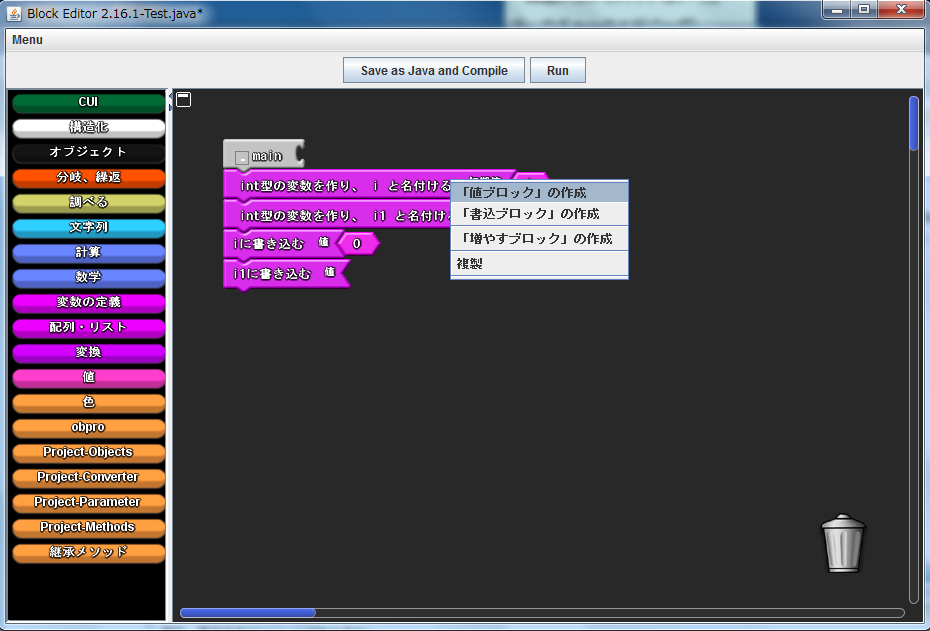 Block Editor 2.16.1-Test.java*
Menu
Save as Java and Compile
Run
CUI
構造化
オブジェクト
分岐、繰返
調べる
文字列
計算
数学
変数の定義
配列・リスト
変換
値
色
obpro
Project-Objects
Project-Converter
Project-Parameter
Project-Methods
継承メソッド
main
int型の変数を作り、 i と名付ける
int型の変数を作り、 i1 と名付け
iに書き込む 値 0
i1に書き込む 値
「値ブロック」の作成
「書込ブロック」の作成
「増やすブロック」の作成
複製